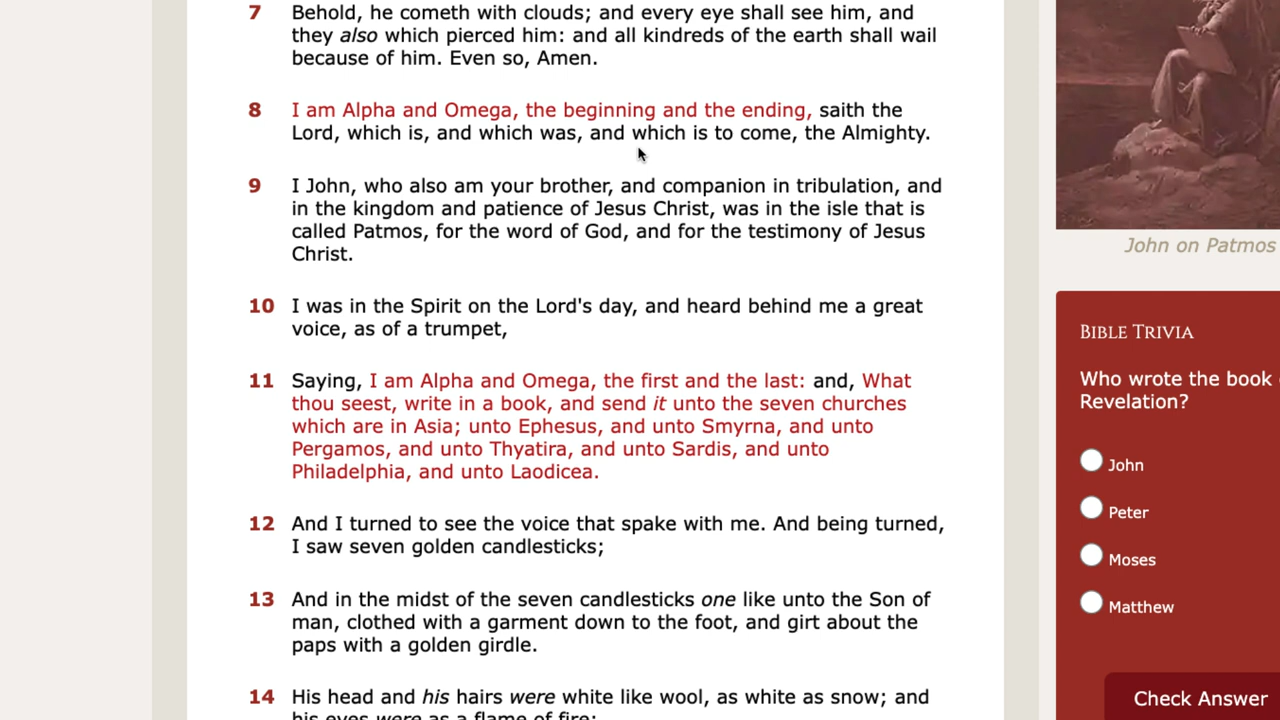 7 Behold, he cometh with clouds; and every eye shall see him, and
they also which pierced him: and all kindreds of the earth shall wail
because of him. Even so, Amen.
8 I am Alpha and Omega, the beginning and the ending, saith the
Lord, which is, and which was, and which is to come, the Almighty.
9 I John, who also am your brother, and companion in tribulation, and
in the kingdom and patience of Jesus Christ, was in the isle that is
called Patmos, for the word of God, and for the testimony of Jesus
Christ.
10 I was in the Spirit on the Lord's day, and heard behind me a great
voice, as of a trumpet,
11 Saying, I am Alpha and Omega, the first and the last: and, What
thou seest, write in a book, and send it unto the seven churches
which are in Asia; unto Ephesus, and unto Smyrna, and unto
Pergamos, and unto Thyatira, and unto Sardis, and unto
Philadelphia, and unto Laodicea.
12 And I turned to see the voice that spake with me. And being turned,
I saw seven golden candlesticks;
13 And in the midst of the seven candlesticks one like unto the Son of
man, clothed with a garment down to the foot, and girt about the
paps with a golden girdle.
14 His head and his hairs were white like wool, as white as snow; and
his eyes were as a flame of fire;
John on Patmos
BIBLE TRIVIA
Who wrote the book
Revelation?
John
Peter
Moses
Matthew
Check Answer